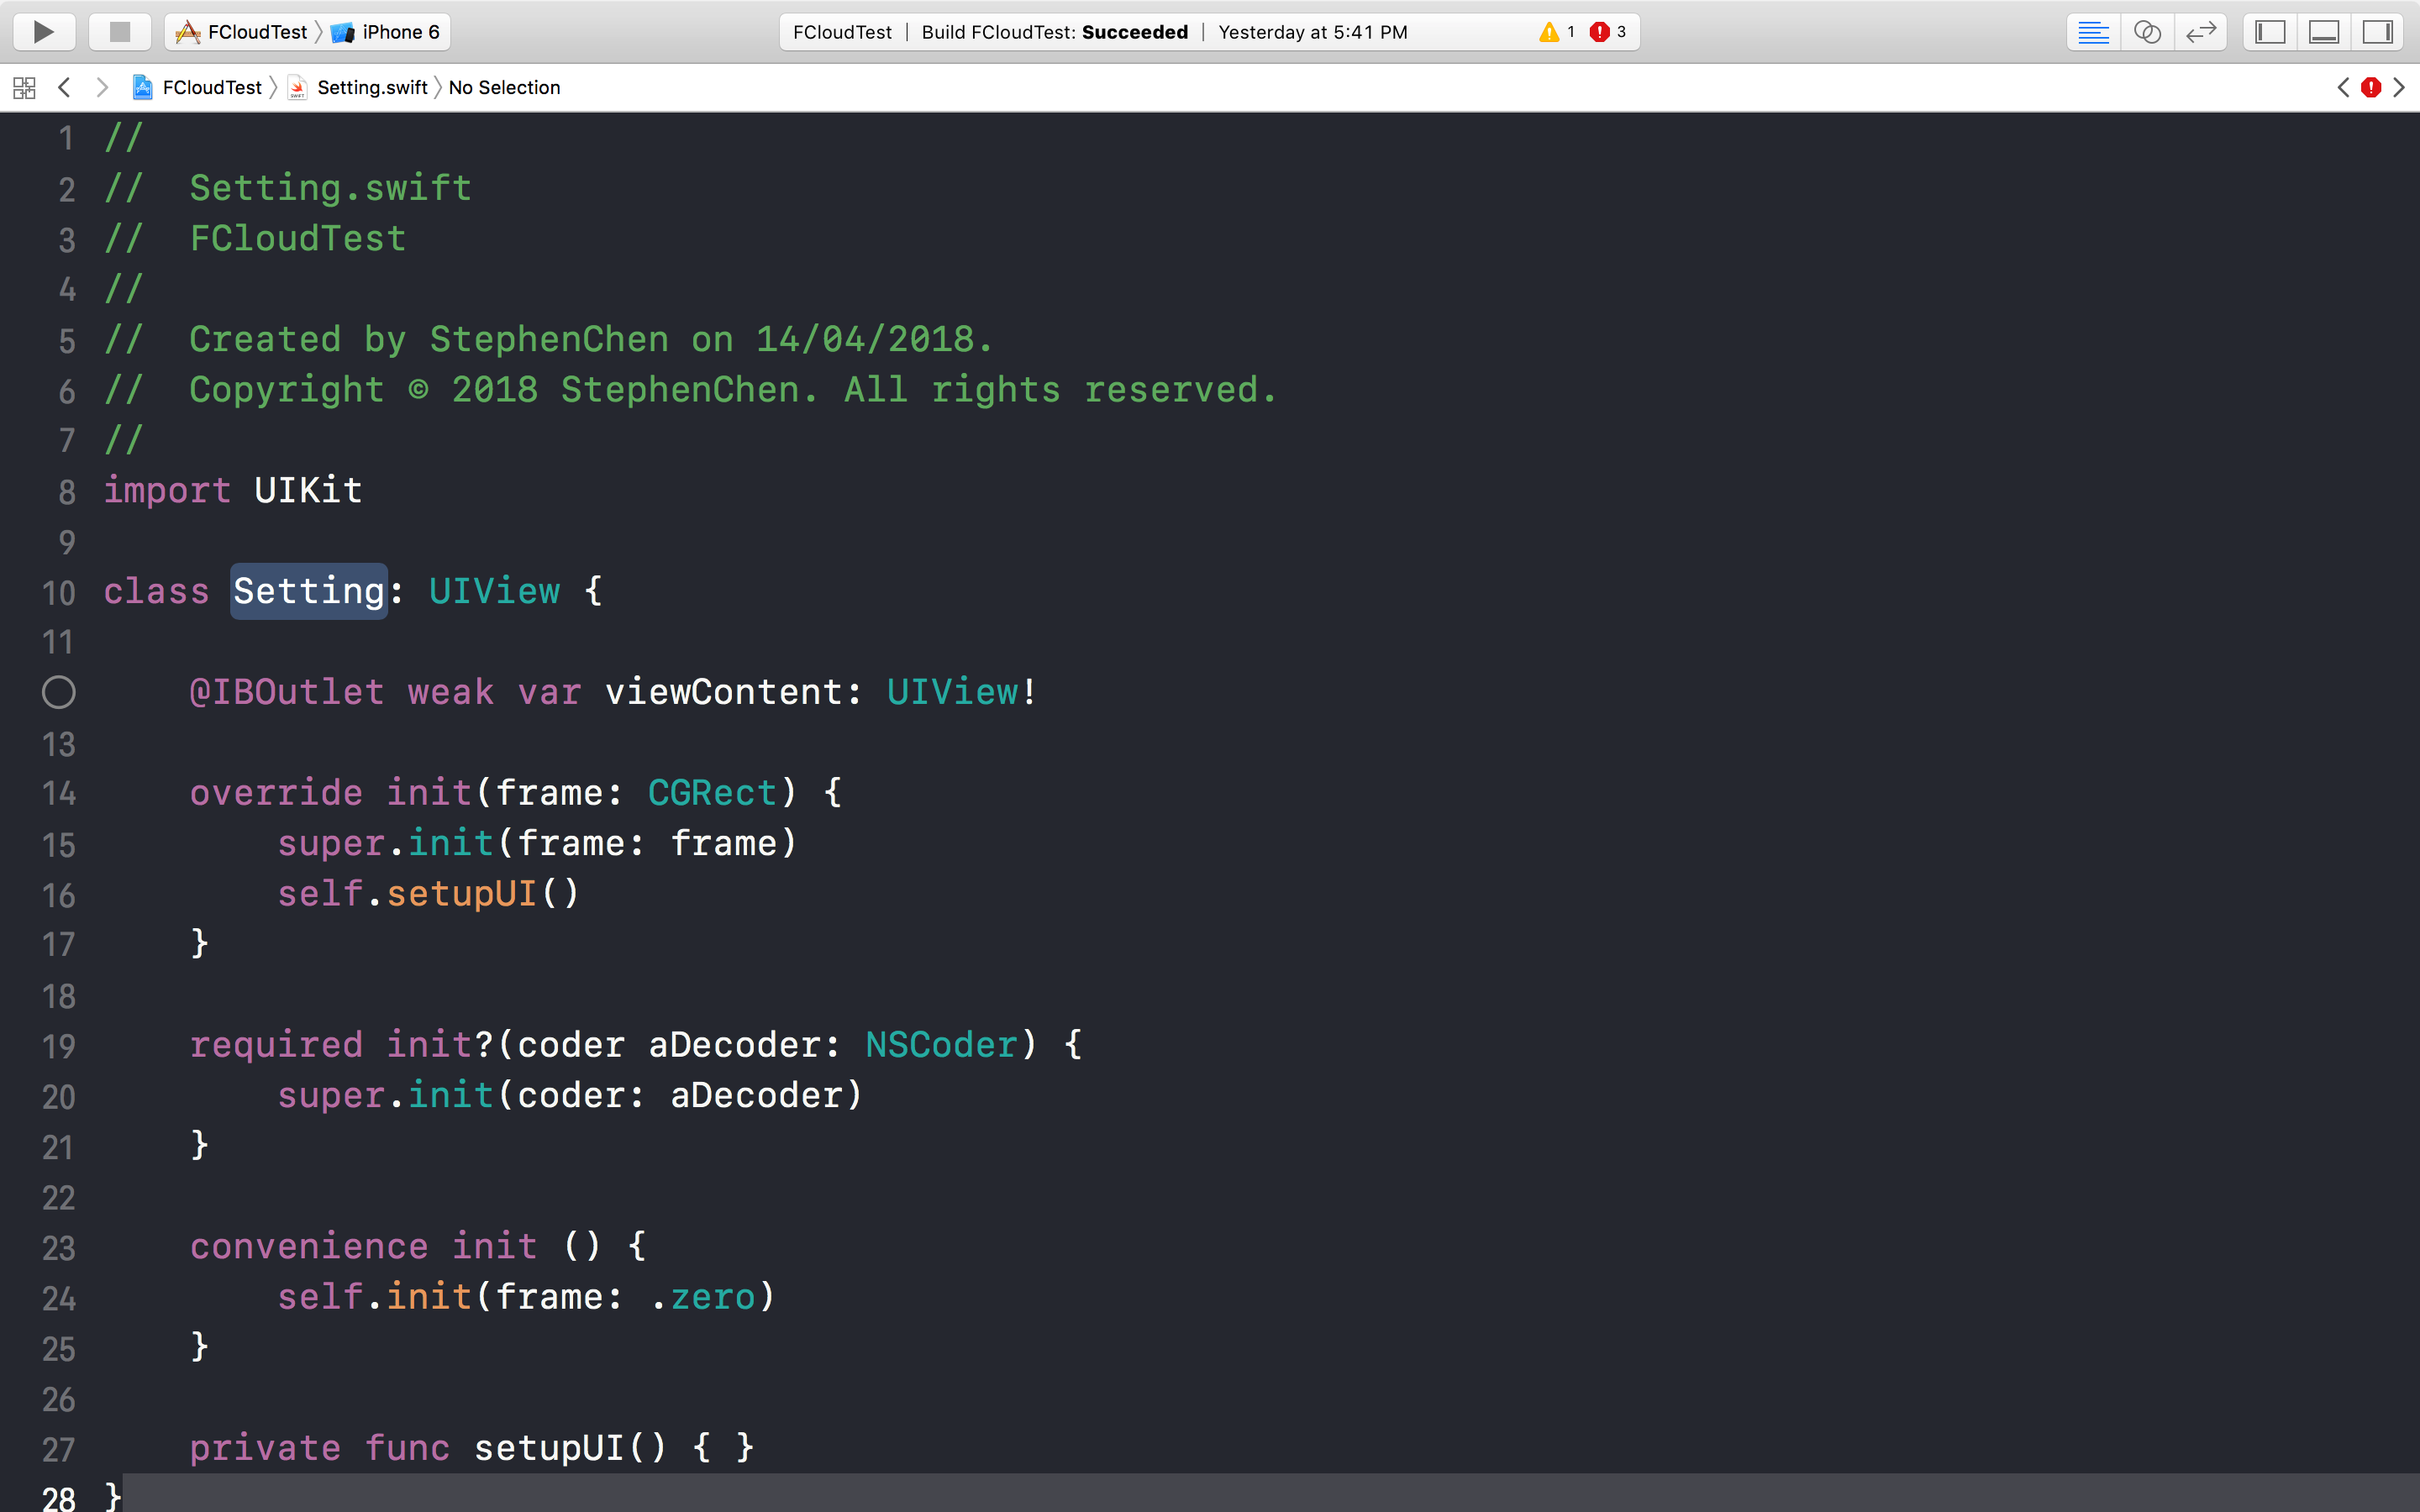 FCloudTest iPhone 6 FCloudTest | Build FCloudTest: Succeeded | Yesterday at 5:41 PM 1 3
FCloudTest Setting.swift No Selection
1 //
2 //  Setting.swift
3 //  FCloudTest
4 //
5 //  Created by StephenChen on 14/04/2018.
6 //  Copyright © 2018 StephenChen. All rights reserved.
7 //
8 import UIKit
9
10 class Setting: UIView {
11
@IBOutlet weak var viewContent: UIView!
13
14     override init(frame: CGRect) {
15         super.init(frame: frame)
16         self.setupUI()
17     }
18
19     required init?(coder aDecoder: NSCoder) {
20         super.init(coder: aDecoder)
21     }
22
23     convenience init () {
24         self.init(frame: .zero)
25     }
26
27     private func setupUI() { }
28 }